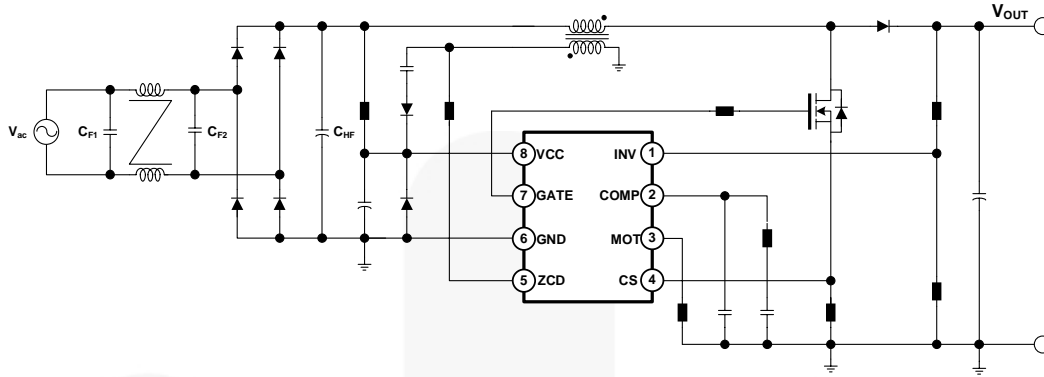 VOUT
Vac
CF1
CF2
CHF
8 VCC INV 1
7 GATE COMP 2
6 GND MOT 3
5 ZCD CS 4